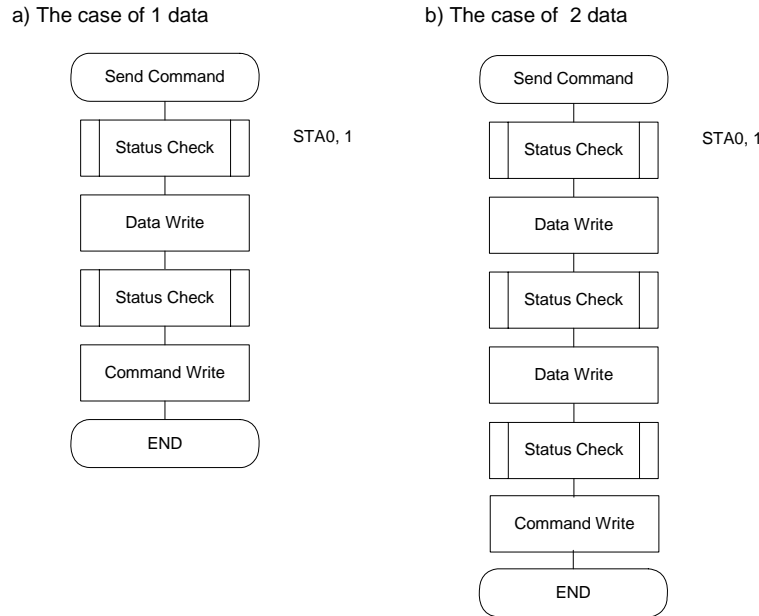 a) The case of 1 data
Send Command
Status Check
STA0, 1
Data Write
Status Check
Command Write
END
b) The case of  2 data
Send Command
Status Check
STA0, 1
Data Write
Status Check
Data Write
Status Check
Command Write
END